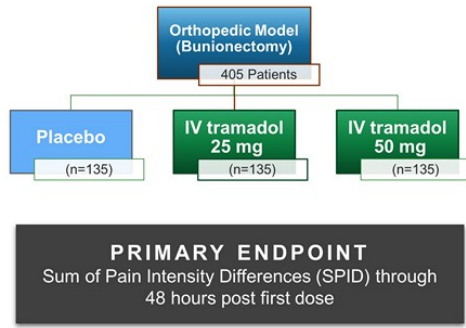 Orthopedic Model
(Bunionectomy)
405 Patients
Placebo
(n=135)
IV tramadol
25 mg
(n=135)
IV tramadol
50 mg
(n=135)
PRIMARY ENDPOINT
Sum of Pain Intensity Differences (SPID) through
48 hours post first dose